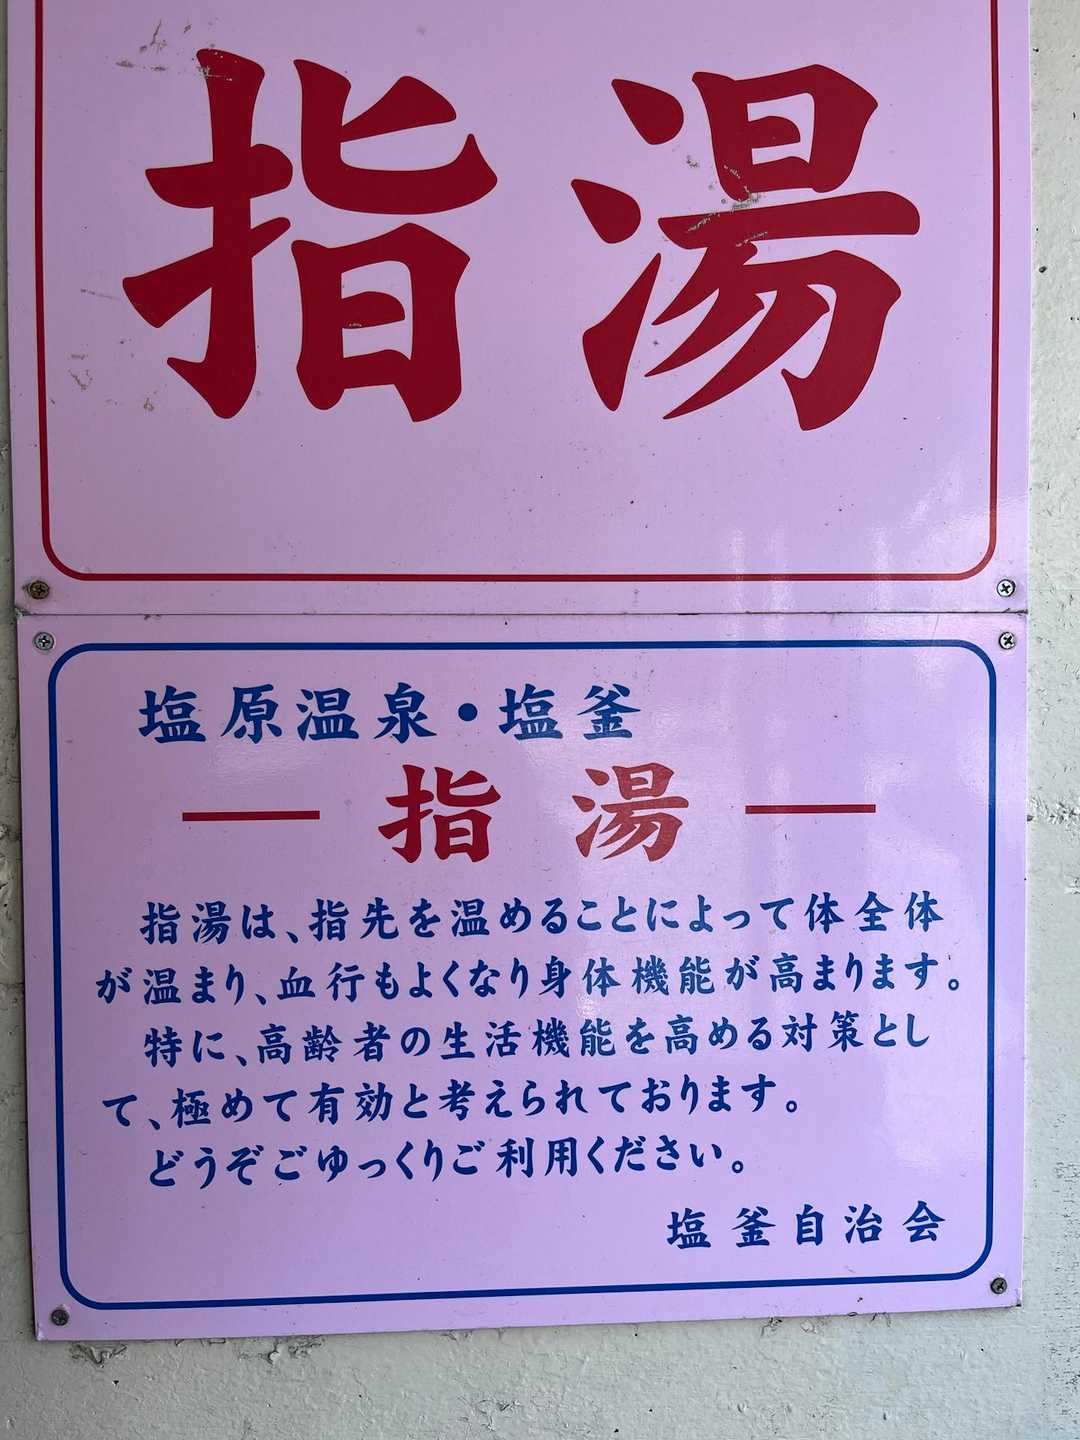 指湯
塩原温泉・塩釜
指湯
指湯は、指先を温めることによって体全体
が温まり、血行もよくなり身体機能が高まります。
特に、高齢者の生活機能を高める対策とし
て、極めて有効と考えられております。
どうぞごゆっくりご利用ください。
塩釜自治会